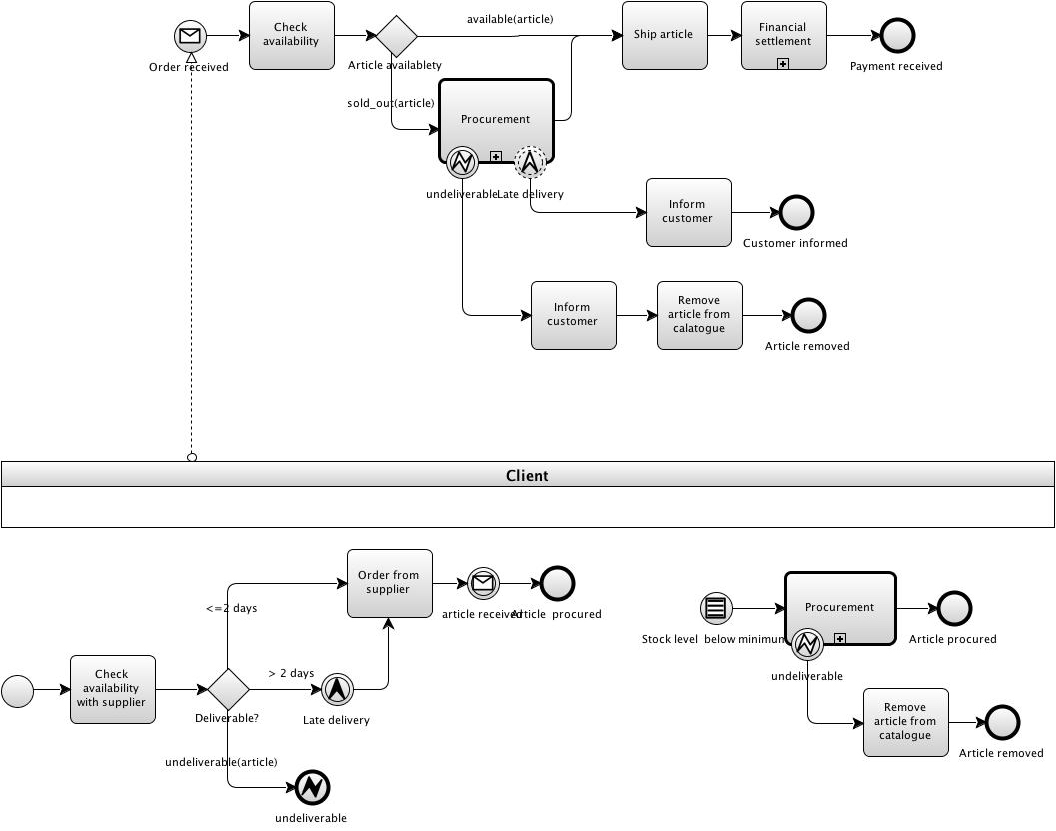 Order received
Check
availability
Article availablety
available(article)
sold_out(article)
Ship article
Financial
settlement
Payment received
Procurement
undeliverable
Late delivery
Inform
customer
Customer informed
Inform
customer
Remove
article from
calatogue
Article removed
Client
Check
availability
with supplier
Deliverable?
<=2 days
> 2 days
undeliverable(article)
Order from
supplier
article received
Article procured
Late delivery
undeliverable
Stock level below minimum
Procurement
Article procured
undeliverable
Remove
article from
catalogue
Article removed